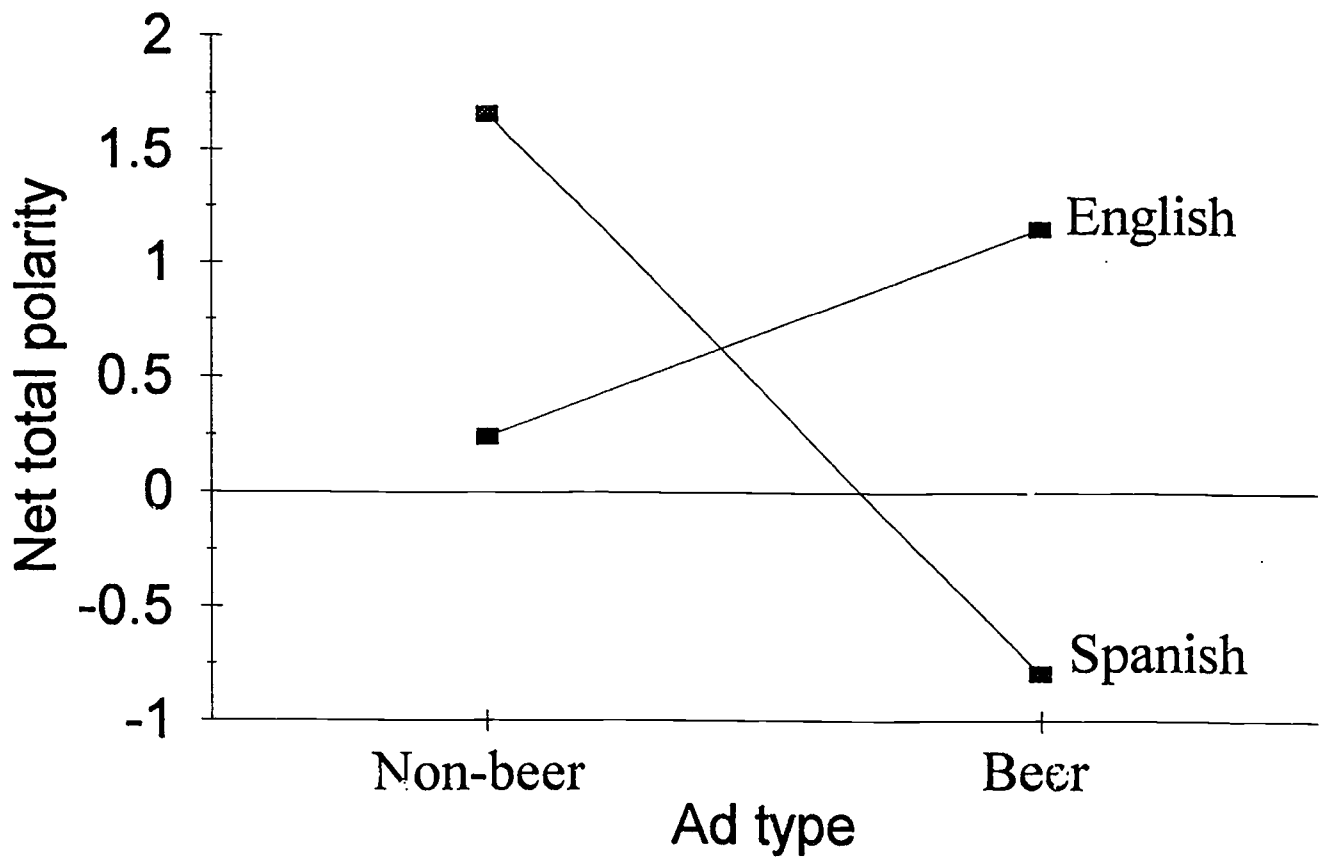 Net total polarity
2
1.5
1
0.5
0
-0.5
-1
English
Spanish
Non-beer
Beer
Ad type